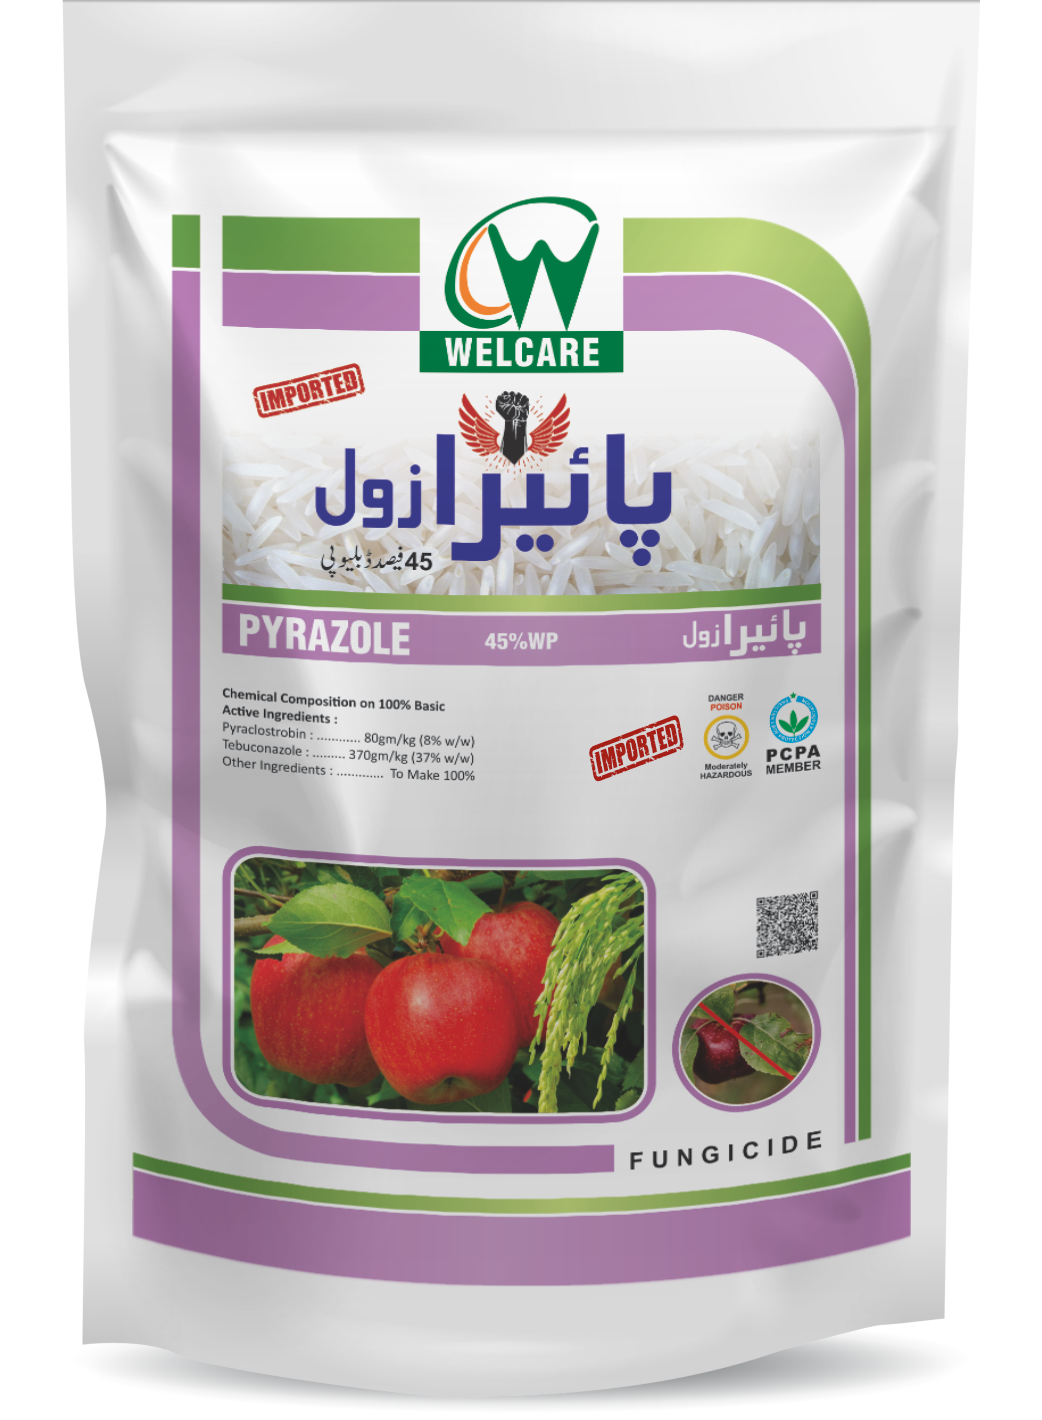 WELCARE
IMPORTED
پائیرازول
45 فیصد ڈبلیو پی
PYRAZOLE 45%WP پائیرازول
Chemical Composition on 100% Basic
Active Ingredients :
Pyraclostrobin : ............ 80gm/kg (8% w/w)
Tebuconazole : ......... 370gm/kg (37% w/w)
Other Ingredients : ............. To Make 100%
IMPORTED
DANGER
POISON
Moderately
HAZARDOUS
PCPA
MEMBER
FUNGICIDE